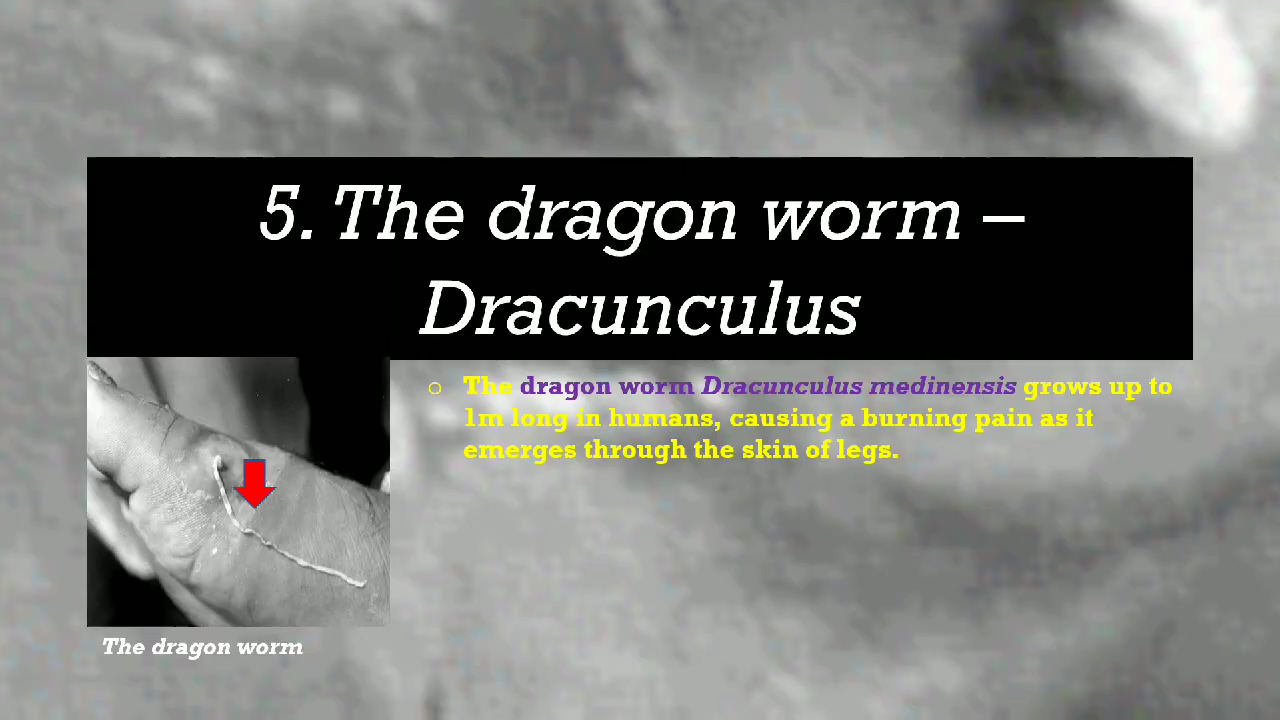 5. The dragon worm –
Dracunculus
The dragon worm Dracunculus medinensis grows up to
1m long in humans, causing a burning pain as it
emerges through the skin of legs.
The dragon worm